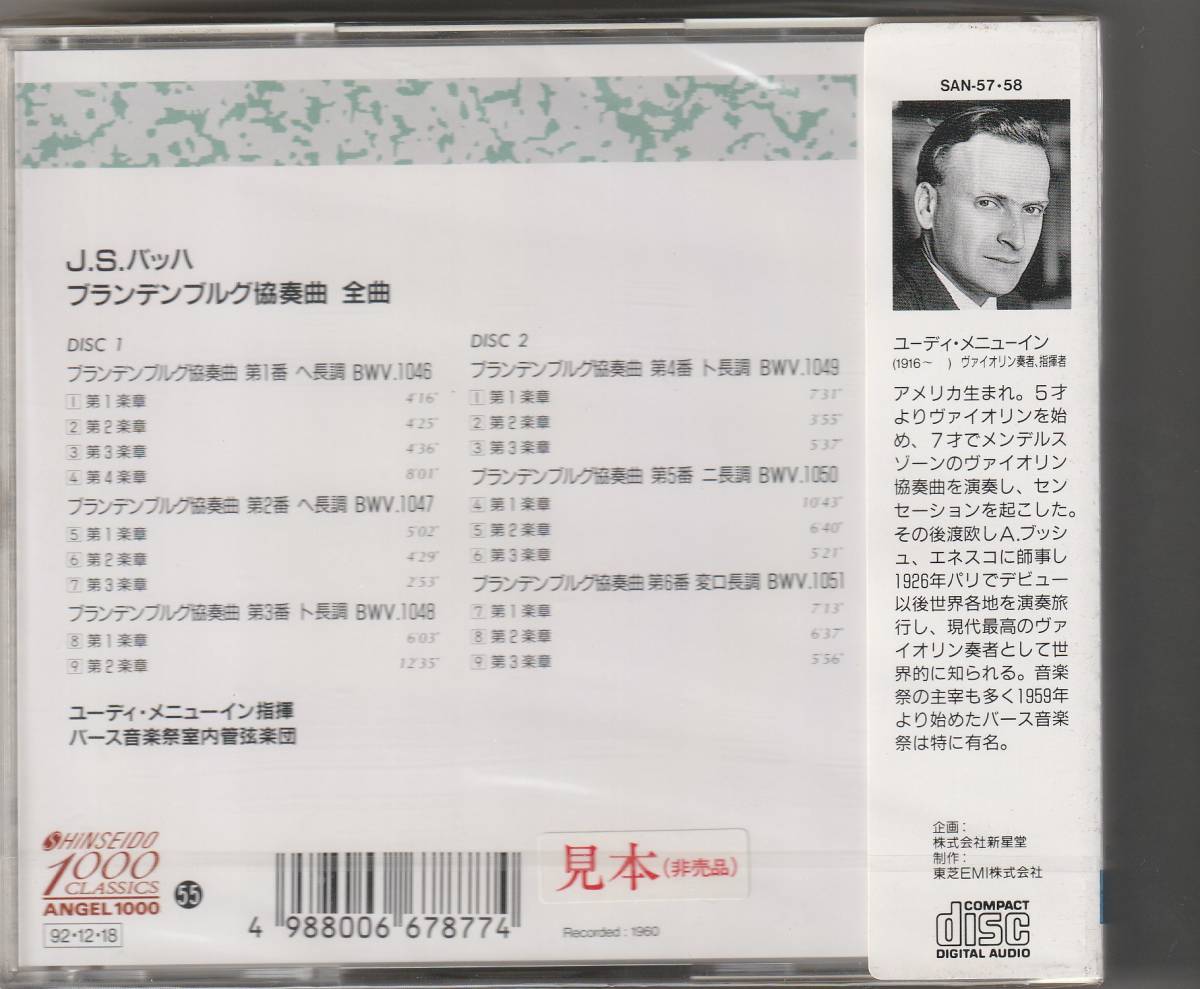 J.S.バッハ
ブランデンブルグ協奏曲 全曲
DISC 1
ブランデンブルグ協奏曲 第1番 ヘ長調 BWV.1046
1 第1楽章 4'16"
2 第2楽章 4'25"
3 第3楽章 4'36"
4 第4楽章 8'01"
ブランデンブルグ協奏曲 第2番 ヘ長調 BWV.1047
5 第1楽章 5'02"
6 第2楽章 4'29"
7 第3楽章 2'53"
ブランデンブルグ協奏曲 第3番 ト長調 BWV.1048
8 第1楽章 6'03"
9 第2楽章 12'35"
DISC 2
ブランデンブルグ協奏曲 第4番 ト長調 BWV.1049
1 第1楽章 7'31"
2 第2楽章 3'55"
3 第3楽章 5'37"
ブランデンブルグ協奏曲 第5番 ニ長調 BWV.1050
4 第1楽章 10'43"
5 第2楽章 6'40"
6 第3楽章 5'21"
ブランデンブルグ協奏曲 第6番 変ロ長調 BWV.1051
7 第1楽章 7'13"
8 第2楽章 6'37"
9 第3楽章 5'56"
ユーディ・メニューイン指揮
バース音楽祭室内管弦楽団
SHINSEIDO
1000
CLASSICS
ANGEL1000
55
92・12・18
4 988006 678774
見本(非売品)
Recorded : 1960
SAN-57・58
ユーディ・メニューイン
(1916〜 ) ヴァイオリン奏者、指揮者
アメリカ生まれ。5才
よりヴァイオリンを始
め、7才でメンデルス
ゾーンのヴァイオリン
協奏曲を演奏し、セン
セーションを起こした。
その後渡欧しA.ブッシ
ュ、エネスコに師事し
1926年パリでデビュー
以後世界各地を演奏旅
行し、現代最高のヴァ
イオリン奏者として世
界的に知られる。音楽
祭の主宰も多く1959年
より始めたバース音楽
祭は特に有名。
企画：
株式会社新星堂
制作：
東芝EMI株式会社
COMPACT
disc
DIGITAL AUDIO